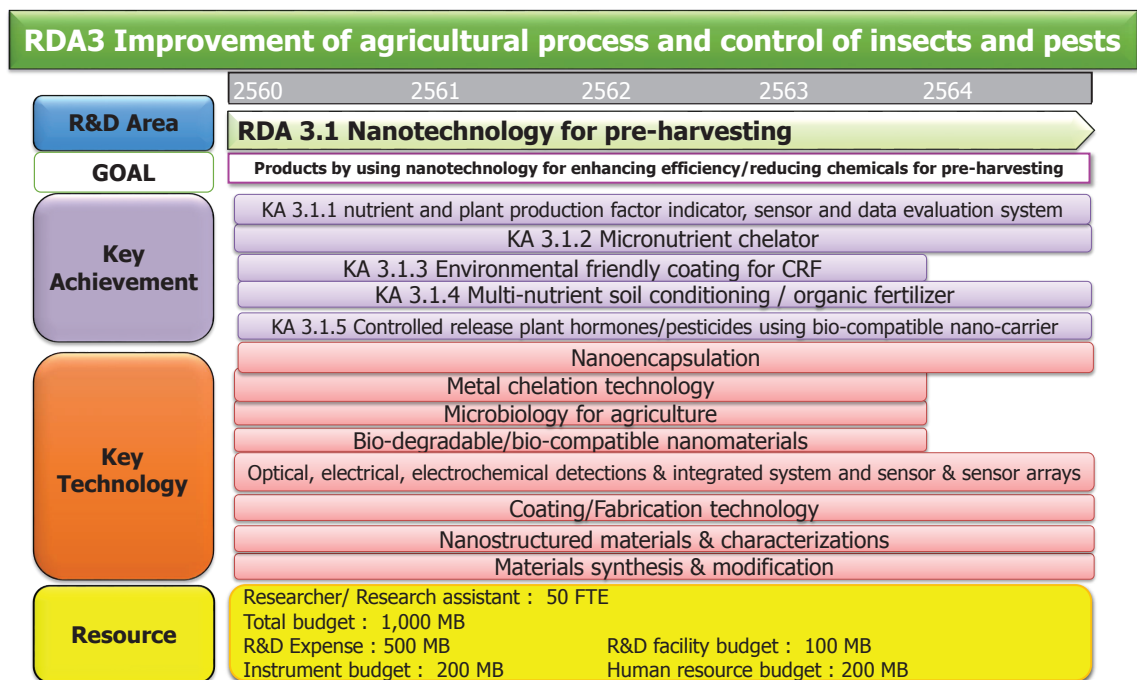 RDA3 Improvement of agricultural process and control of insects and pests
2560 2561 2562 2563 2564
R&D Area
RDA 3.1 Nanotechnology for pre-harvesting
GOAL
Products by using nanotechnology for enhancing efficiency/reducing chemicals for pre-harvesting
Key
Achievement
KA 3.1.1 nutrient and plant production factor indicator, sensor and data evaluation system
KA 3.1.2 Micronutrient chelator
KA 3.1.3 Environmental friendly coating for CRF
KA 3.1.4 Multi-nutrient soil conditioning / organic fertilizer
KA 3.1.5 Controlled release plant hormones/pesticides using bio-compatible nano-carrier
Key
Technology
Nanoencapsulation
Metal chelation technology
Microbiology for agriculture
Bio-degradable/bio-compatible nanomaterials
Optical, electrical, electrochemical detections & integrated system and sensor & sensor arrays
Coating/Fabrication technology
Nanostructured materials & characterizations
Materials synthesis & modification
Resource
Researcher/ Research assistant : 50 FTE
Total budget : 1,000 MB
R&D Expense : 500 MB R&D facility budget : 100 MB
Instrument budget : 200 MB Human resource budget : 200 MB